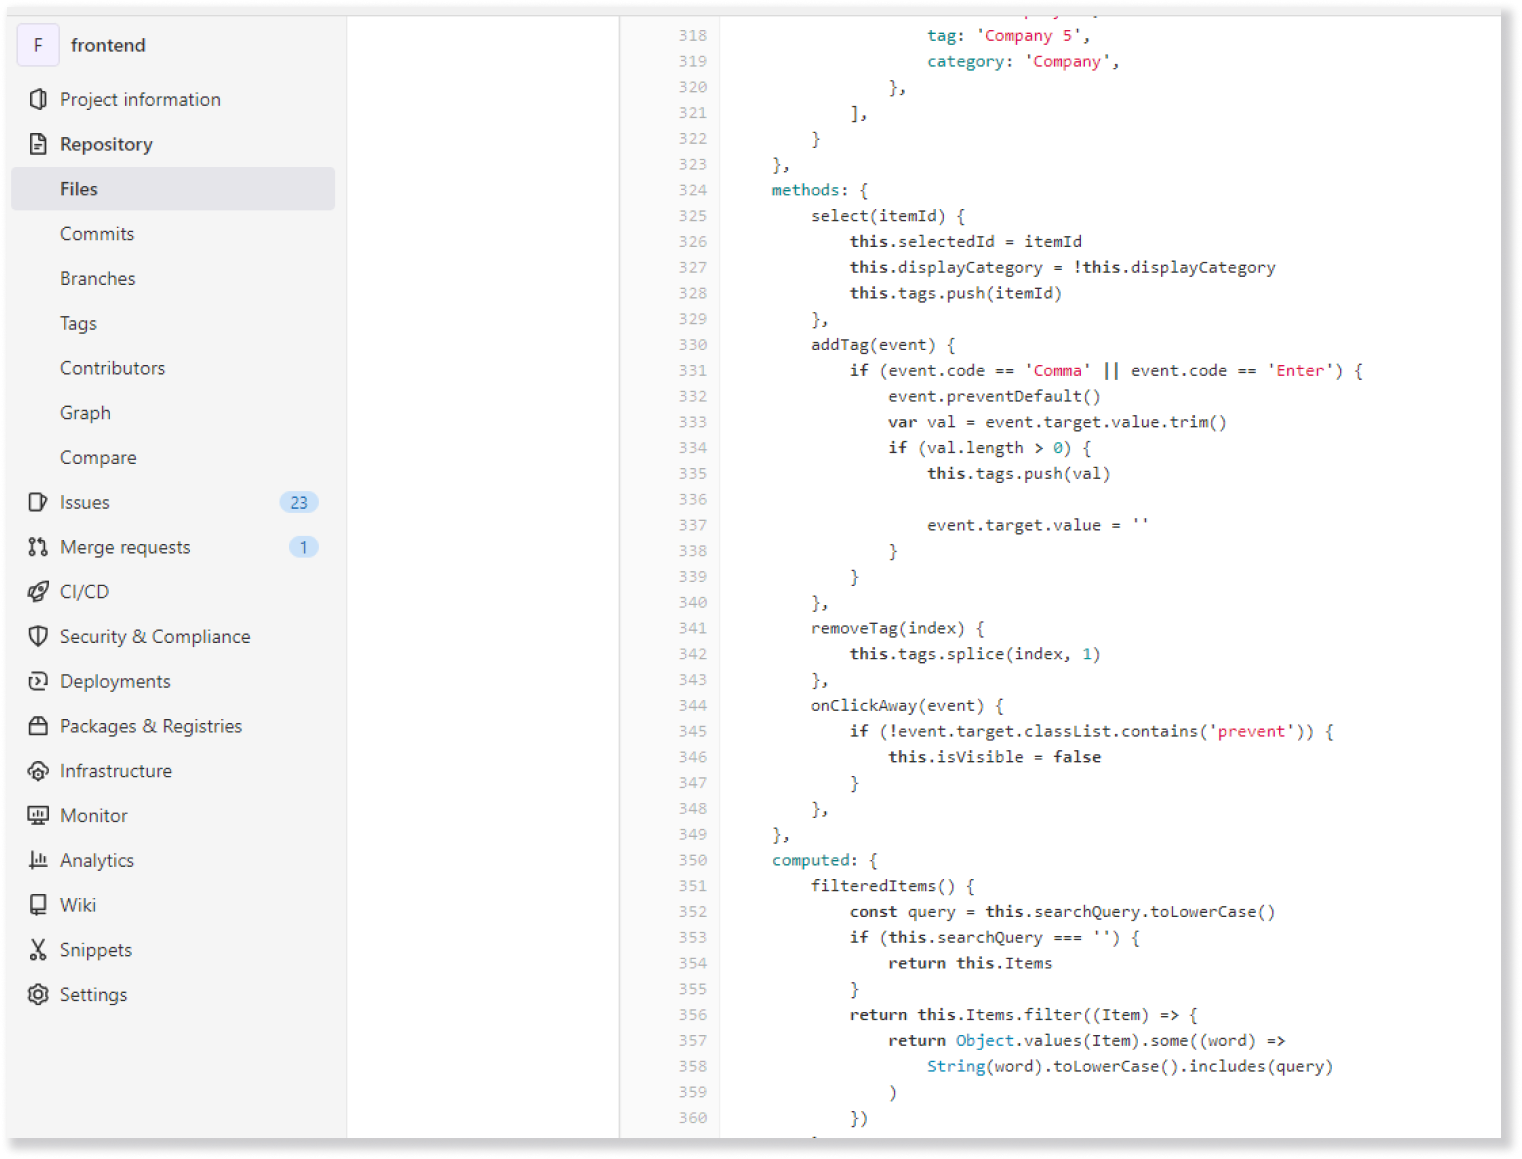 F frontend
Project information
Repository
Files
Commits
Branches
Tags
Contributors
Graph
Compare
Issues 23
Merge requests 1
CI/CD
Security & Compliance
Deployments
Packages & Registries
Infrastructure
Monitor
Analytics
Wiki
Snippets
Settings
318 tag: 'Company 5',
319 category: 'Company',
320 },
321 ],
322 }
323 },
324 methods: {
325 select(itemId) {
326 this.selectedId = itemId
327 this.displayCategory = !this.displayCategory
328 this.tags.push(itemId)
329 },
330 addTag(event) {
331 if (event.code == 'Comma' || event.code == 'Enter') {
332 event.preventDefault()
333 var val = event.target.value.trim()
334 if (val.length > 0) {
335 this.tags.push(val)
336
337 event.target.value = ''
338 }
339 }
340 },
341 removeTag(index) {
342 this.tags.splice(index, 1)
343 },
344 onClickAway(event) {
345 if (!event.target.classList.contains('prevent')) {
346 this.isVisible = false
347 }
348 },
349 },
350 computed: {
351 filteredItems() {
352 const query = this.searchQuery.toLowerCase()
353 if (this.searchQuery === '') {
354 return this.Items
355 }
356 return this.Items.filter((Item) => {
357 return Object.values(Item).some((word) =>
358 String(word).toLowerCase().includes(query)
359 )
360 })